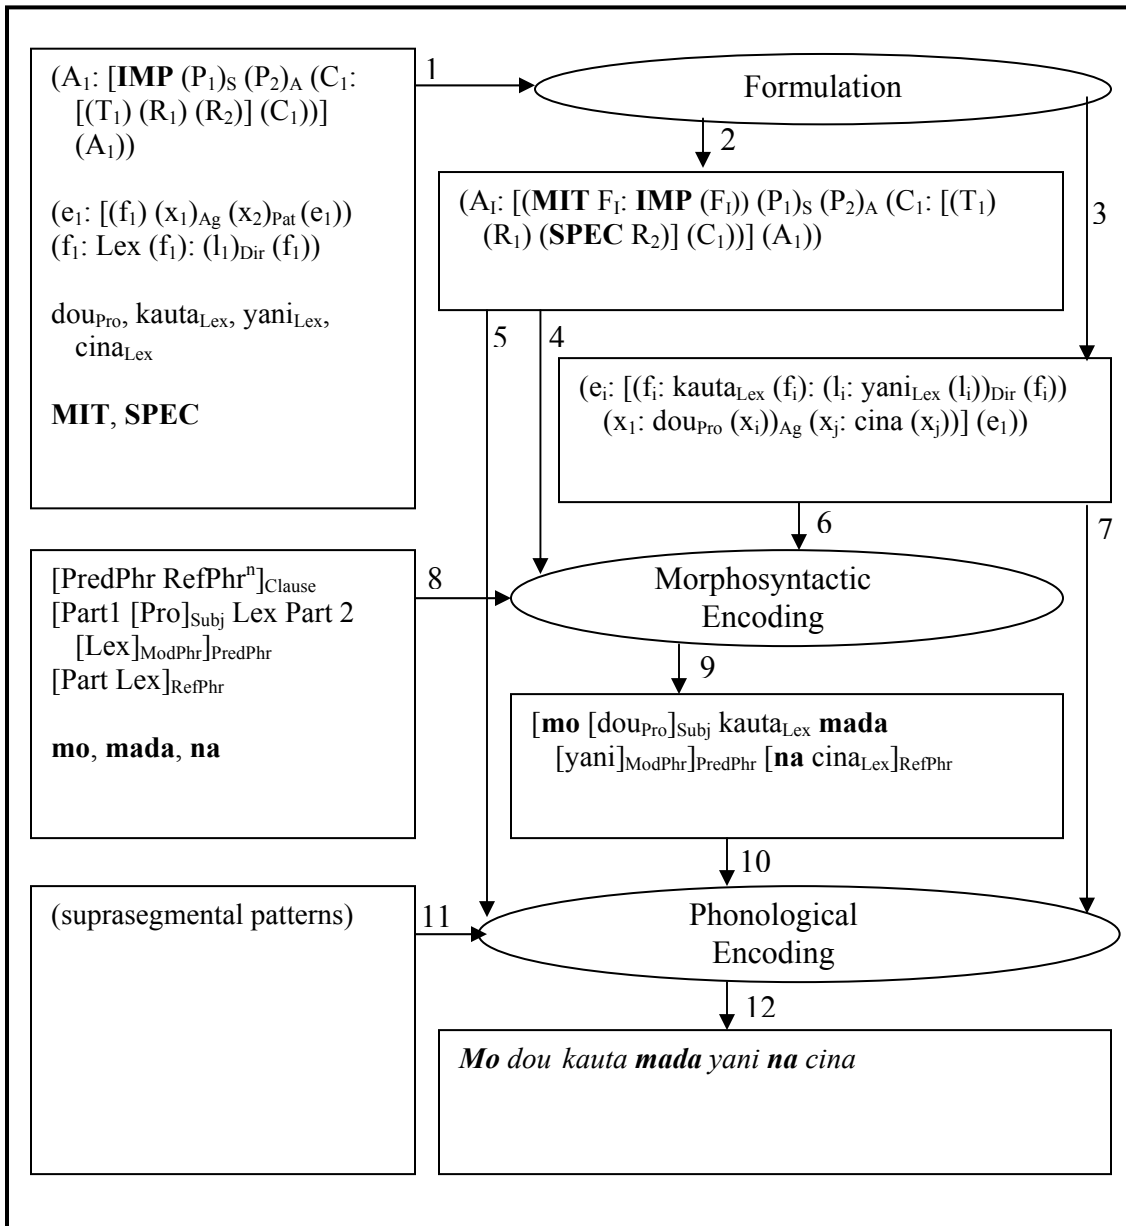 (A₁: [IMP (P₁)S (P₂)A (C₁:
[(T₁) (R₁) (R₂)] (C₁))]
(A₁))
(e₁: [(f₁) (x₁)Ag (x₂)Pat (e₁))
(f₁: Lex (f₁): (l₁)Dir (f₁))
douPro, kautaLex, yaniLex,
cinaLex
MIT, SPEC
1
Formulation
2
3
(AI: [(MIT FI: IMP (FI)) (P₁)S (P₂)A (C₁: [(T₁)
(R₁) (SPEC R₂)] (C₁))] (A₁))
5
4
(ei: [(fi: kautaLex (fi): (li: yaniLex (li))Dir (fi))
(x₁: douPro (xi))Ag (xj: cina (xj))] (e₁))
6
7
[PredPhr RefPhrⁿ]Clause
[Part1 [Pro]Subj Lex Part 2
[Lex]ModPhr]PredPhr
[Part Lex]RefPhr
mo, mada, na
8
Morphosyntactic
Encoding
9
[mo [douPro]Subj kautaLex mada
[yani]ModPhr]PredPhr [na cinaLex]RefPhr
10
(suprasegmental patterns)
11
Phonological
Encoding
12
Mo dou kauta mada yani na cina